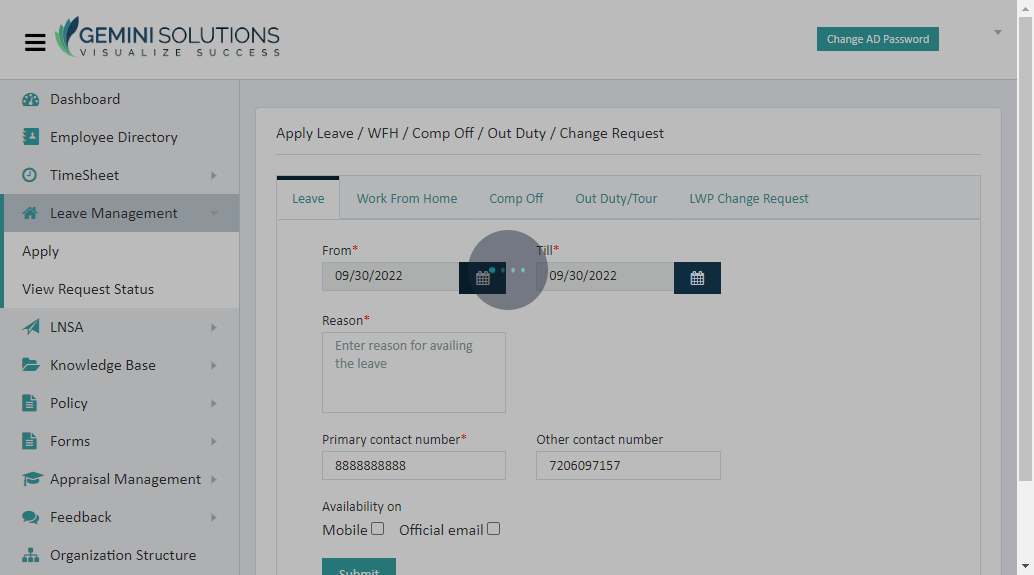 GEMINI SOLUTIONS
VISUALIZE SUCCESS
Change AD Password
Dashboard
Employee Directory
TimeSheet
Leave Management
Apply
View Request Status
LNSA
Knowledge Base
Policy
Forms
Appraisal Management
Feedback
Organization Structure
Apply Leave / WFH / Comp Off / Out Duty / Change Request
Leave Work From Home Comp Off Out Duty/Tour LWP Change Request
From* Till*
09/30/2022 09/30/2022
Reason*
Enter reason for availing
the leave
Primary contact number* Other contact number
8888888888 7206097157
Availability on
Mobile Official email
Submit